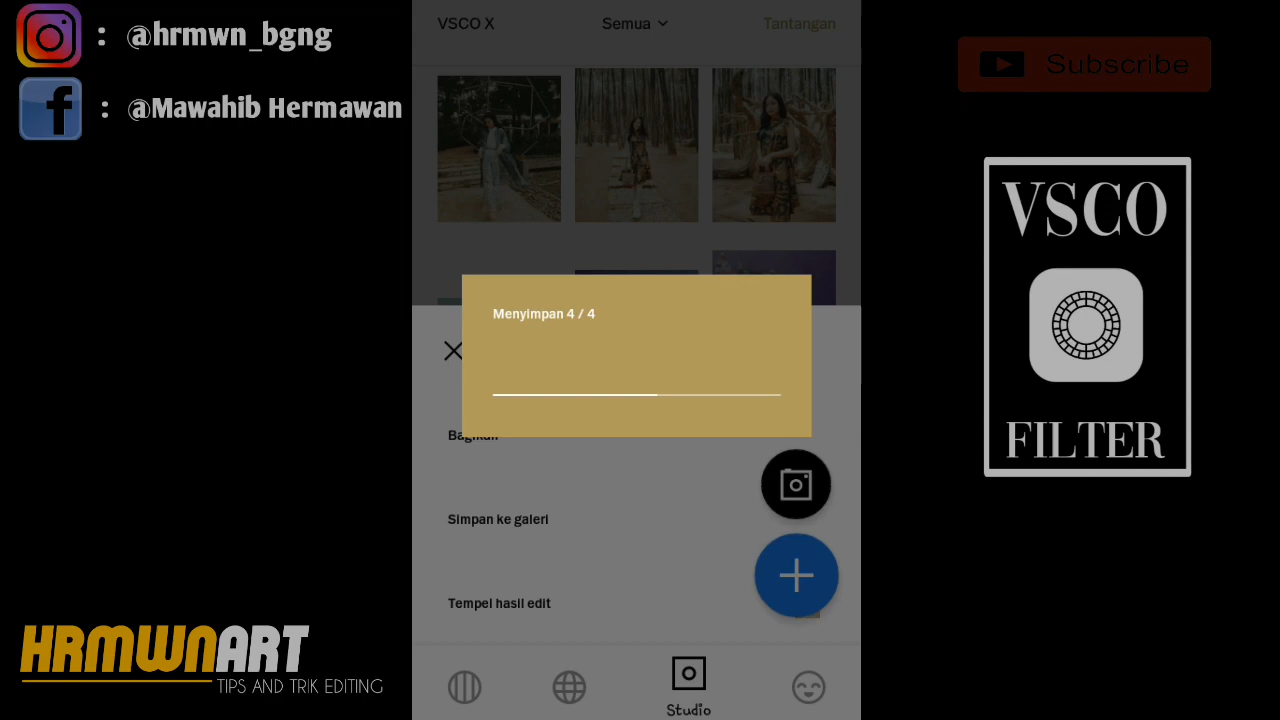 : @hrmwn_bgng
: @Mawahib Hermawan
VSCO X
Semua
Tantangan
Subscribe
VSCO
FILTER
Menyimpan 4 / 4
Bagikan
Simpan ke galeri
Tempel hasil edit
Studio
HRMWNART
TIPS AND TRIK EDITING